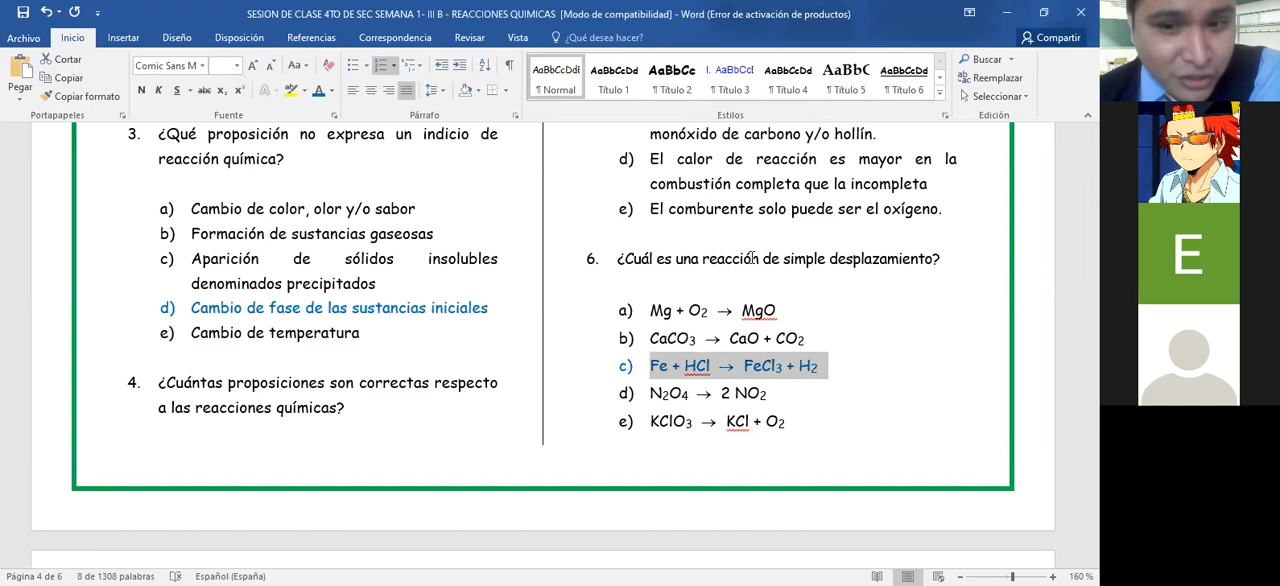 SESION DE CLASE 4TO DE SEC SEMANA 1- III B - REACCIONES QUIMICAS [Modo de compatibilidad] - Word (Error de activación de productos)
Archivo Inicio Insertar Diseño Disposición Referencias Correspondencia Revisar Vista ¿Qué desea hacer? Compartir
Pegar
Cortar
Copiar
Copiar formato
Portapapeles
Comic Sans M
N K S abc x₂ x²
Fuente
Párrafo
AaBbCcDdE AaBbCcDd AaBbCc I. AaBbCcI AaBbCcDd AaBbC AaBbCcDd
¶ Normal Título 1 ¶ Título 2 ¶ Título 3 ¶ Título 4 ¶ Título 5 ¶ Título 6
Estilos
Buscar
Reemplazar
Seleccionar
Edición
3. ¿Qué proposición no expresa un indicio de
reacción química?
a) Cambio de color, olor y/o sabor
b) Formación de sustancias gaseosas
c) Aparición de sólidos insolubles
denominados precipitados
d) Cambio de fase de las sustancias iniciales
e) Cambio de temperatura
4. ¿Cuántas proposiciones son correctas respecto
a las reacciones químicas?
monóxido de carbono y/o hollín.
d) El calor de reacción es mayor en la
combustión completa que la incompleta
e) El comburente solo puede ser el oxígeno.
6. ¿Cuál es una reacción de simple desplazamiento?
a) Mg + O₂ → MgO
b) CaCO₃ → CaO + CO₂
c) Fe + HCl → FeCl₃ + H₂
d) N₂O₄ → 2 NO₂
e) KClO₃ → KCl + O₂
E
Página 4 de 6 8 de 1308 palabras Español (España) 160 %